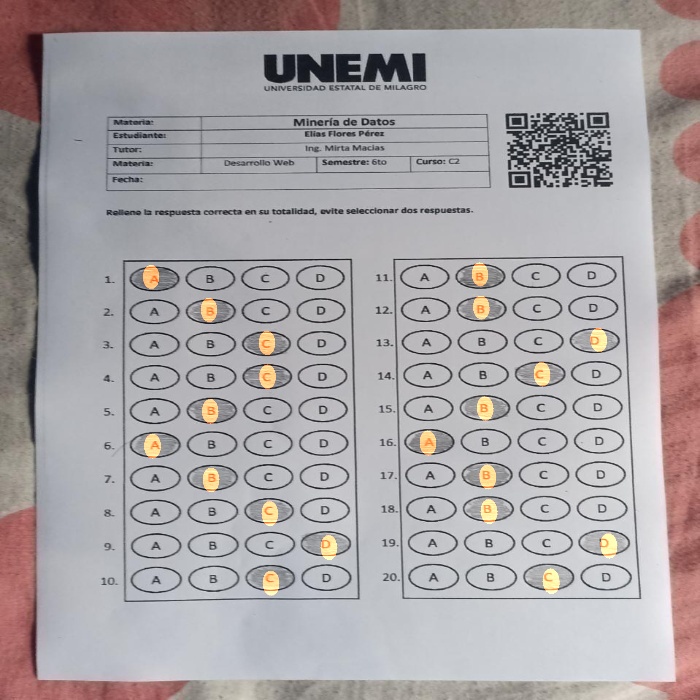 UNEMI
UNIVERSIDAD ESTATAL DE MILAGRO
Materia: Minería de Datos
Estudiante: Elias Flores Pérez
Tutor: Ing. Mirta Macias
Materia: Desarrollo Web Semestre: 6to Curso: C2
Fecha:
Rellene la respuesta correcta en su totalidad, evite seleccionar dos respuestas.
1. A B C D
2. A B C D
3. A B C D
4. A B C D
5. A B C D
6. A B C D
7. A B C D
8. A B C D
9. A B C D
10. A B C D
11. A B C D
12. A B C D
13. A B C D
14. A B C D
15. A B C D
16. A B C D
17. A B C D
18. A B C D
19. A B C D
20. A B C D